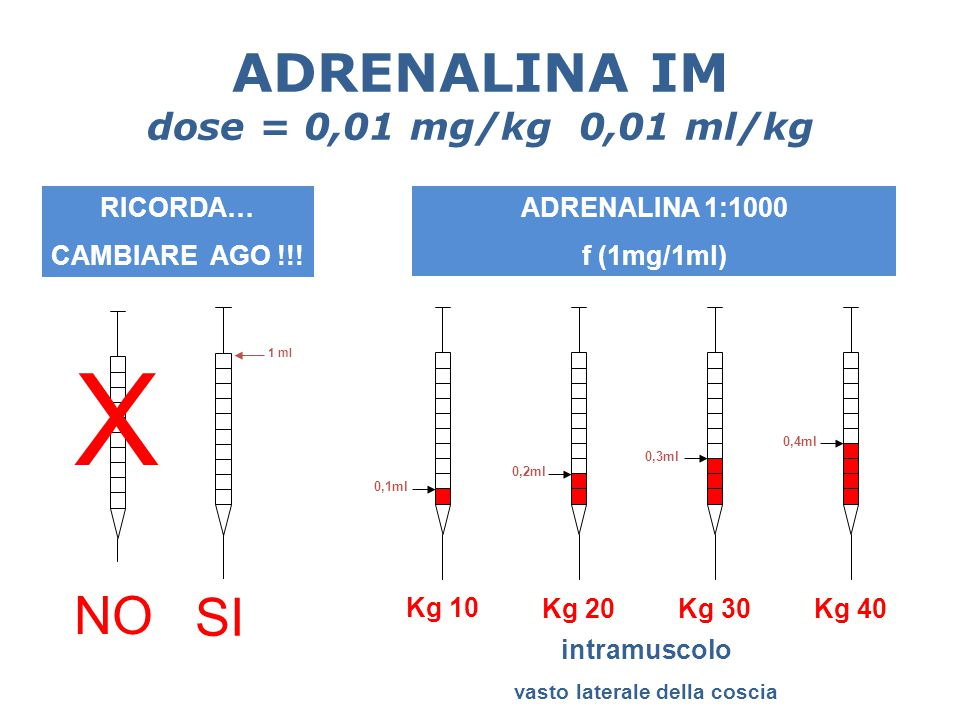 ADRENALINA IM
dose = 0,01 mg/kg 0,01 ml/kg
RICORDA…
CAMBIARE AGO !!!
ADRENALINA 1:1000
f (1mg/1ml)
1 ml
X
0,1ml
0,2ml
0,3ml
0,4ml
NO
SI
Kg 10
Kg 20
Kg 30
Kg 40
intramuscolo
vasto laterale della coscia